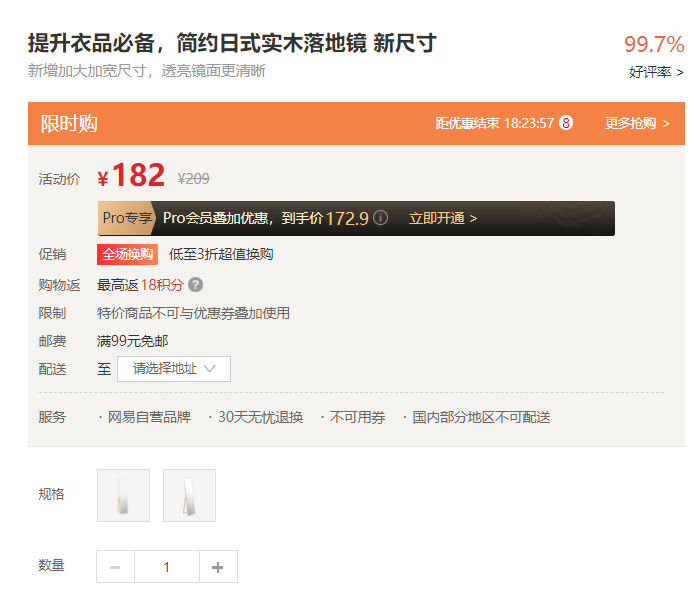 提升衣品必备，简约日式实木落地镜 新尺寸
99.7%
新增加大加宽尺寸，透亮镜面更清晰
好评率 >
限时购
距优惠结束 18:23:57 8
更多抢购 >
活动价 ¥182 ¥209
Pro专享 Pro会员叠加优惠，到手价172.9 立即开通 >
促销 全场换购 低至3折超值换购
购物返 最高返18积分 ?
限制 特价商品不可与优惠券叠加使用
邮费 满99元免邮
配送 至 请选择地址
服务 · 网易自营品牌 · 30天无忧退换 · 不可用券 · 国内部分地区不可配送
规格
数量 − 1 +